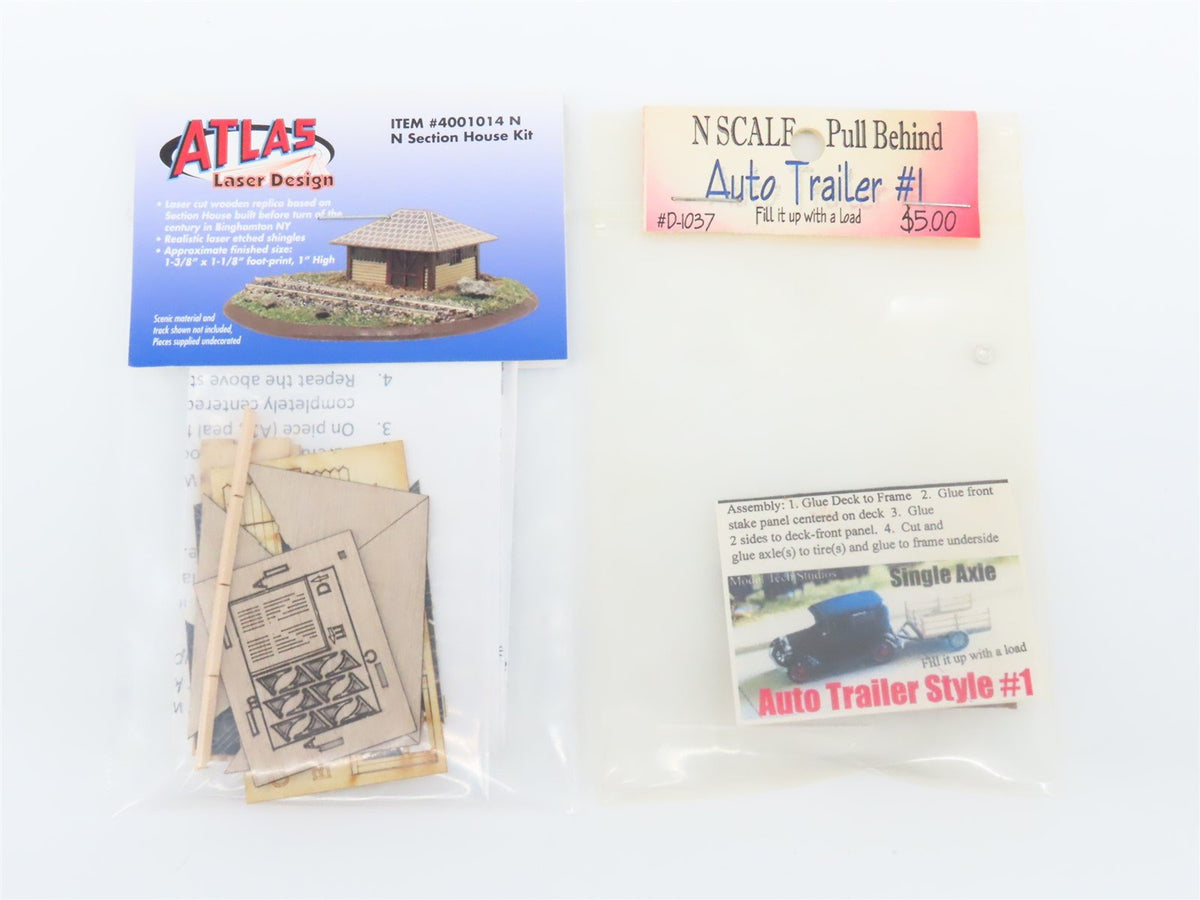 ATLAS
Laser Design
ITEM #4001014 N
N Section House Kit
• Laser cut wooden replica based on
Section House built before turn of the
century in Binghamton NY
• Realistic laser etched shingles
• Approximate finished size:
1-3/8" x 1-1/8" foot-print, 1" High
Scenic material and
track shown not included,
Pieces supplied undecorated
4. Repeat the above st
completely centered
3. On piece (A
peal t
N SCALE Pull Behind
Auto Trailer #1
#D-1037 Fill it up with a Load $5.00
Assembly: 1. Glue Deck to Frame 2. Glue front
stake panel centered on deck 3. Glue
2 sides to deck-front panel. 4. Cut and
glue axle(s) to tire(s) and glue to frame underside
Model Tech Studios
Single Axle
Fill it up with a load
Auto Trailer Style #1